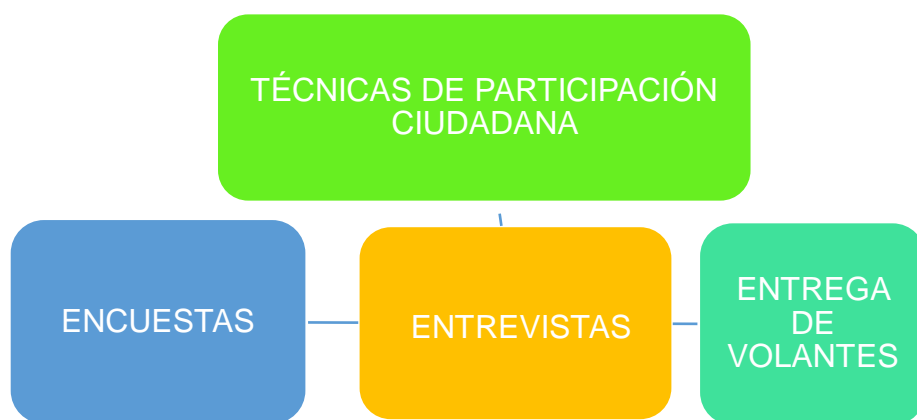 TÉCNICAS DE PARTICIPACIÓN
CIUDADANA
ENCUESTAS
ENTREVISTAS
ENTREGA
DE
VOLANTES